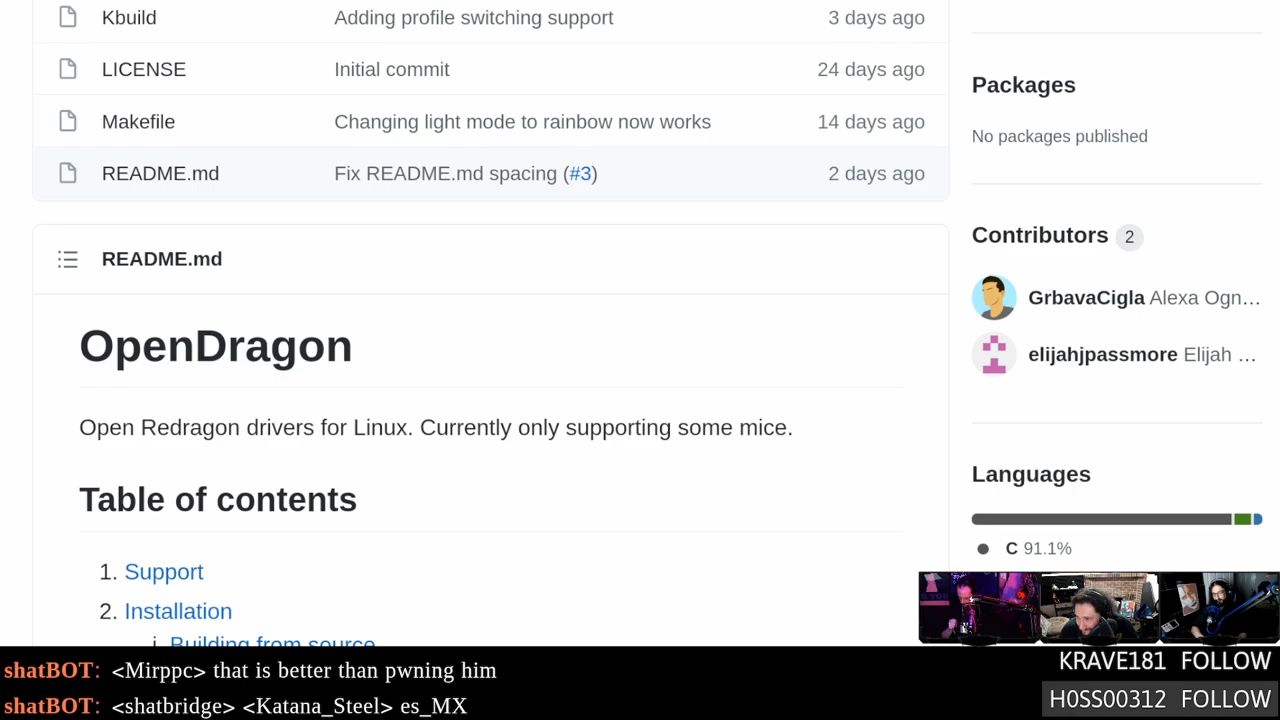 Kbuild Adding profile switching support 3 days ago
LICENSE Initial commit 24 days ago
Makefile Changing light mode to rainbow now works 14 days ago
README.md Fix README.md spacing (#3) 2 days ago
README.md
OpenDragon
Open Redragon drivers for Linux. Currently only supporting some mice.
Table of contents
1. Support
2. Installation
i. Building from source
Packages
No packages published
Contributors 2
GrbavaCigla Alexa Ogn…
elijahjpassmore Elijah …
Languages
C 91.1%
shatBOT: <Mirppc> that is better than pwning him
shatBOT: <shatbridge> <Katana_Steel> es_MX
KRAVE181 FOLLOW
H0SS00312 FOLLOW